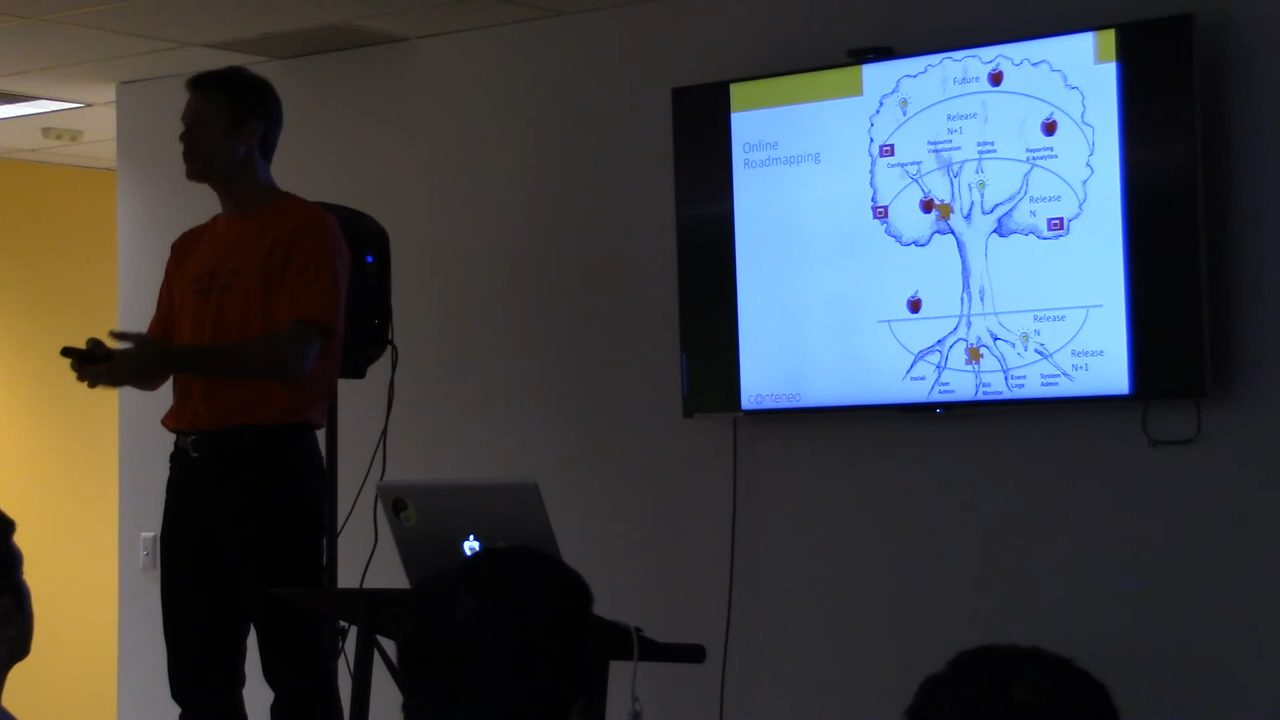 Online
Roadmapping
Future
Release
N+1
Resource
Visualization
Billing
Models
Reporting
& Analytics
Configuration
Release
N
Release
N
Release
N+1
Install
User
Admin
Bill
Monitor
Event
Logs
System
Admin
c@nteneo